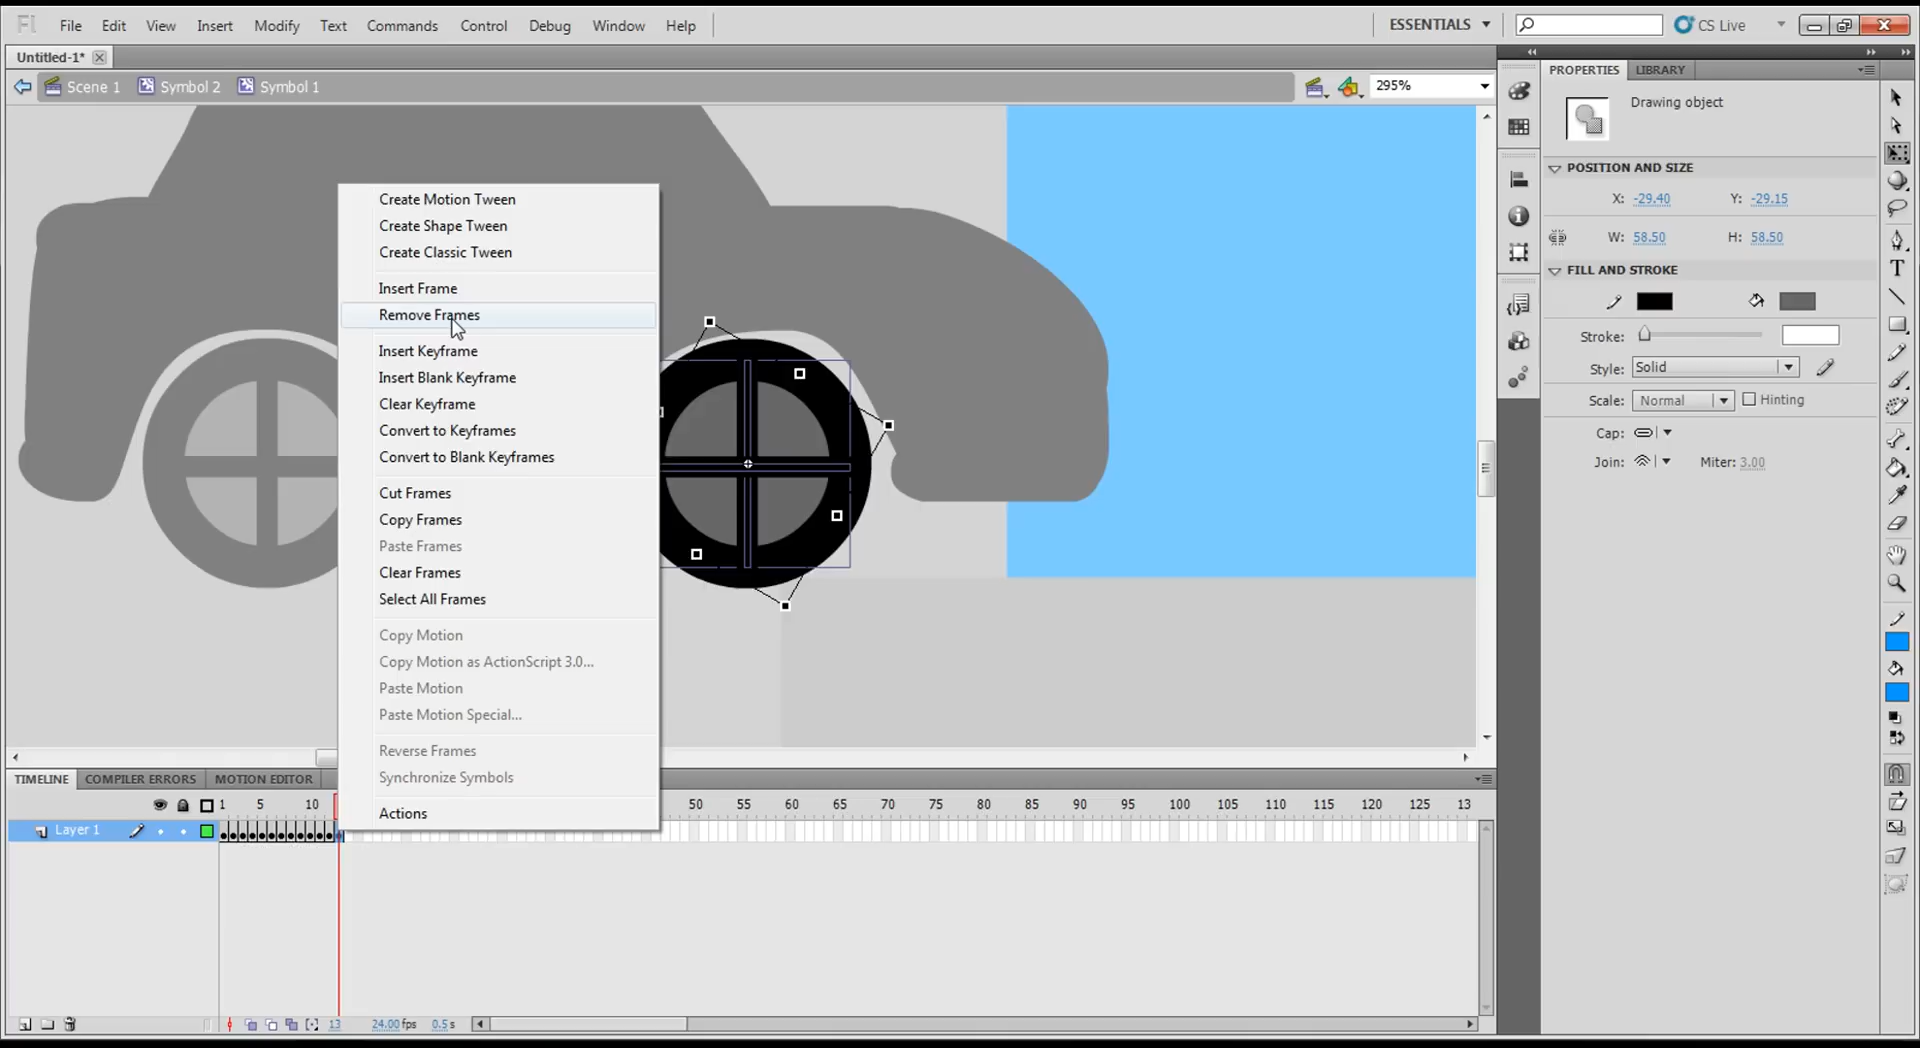 Fl File Edit View Insert Modify Text Commands Control Debug Window Help ESSENTIALS CS Live
Untitled-1*
Scene 1 Symbol 2 Symbol 1 295%
PROPERTIES LIBRARY
Drawing object
POSITION AND SIZE
X: -29.40 Y: -29.15
W: 58.50 H: 58.50
FILL AND STROKE
Stroke:
Style: Solid
Scale: Normal Hinting
Cap:
Join: Miter: 3.00
Create Motion Tween
Create Shape Tween
Create Classic Tween
Insert Frame
Remove Frames
Insert Keyframe
Insert Blank Keyframe
Clear Keyframe
Convert to Keyframes
Convert to Blank Keyframes
Cut Frames
Copy Frames
Paste Frames
Clear Frames
Select All Frames
Copy Motion
Copy Motion as ActionScript 3.0...
Paste Motion
Paste Motion Special...
Reverse Frames
Synchronize Symbols
Actions
TIMELINE COMPILER ERRORS MOTION EDITOR
1 5 10 50 55 60 65 70 75 80 85 90 95 100 105 110 115 120 125 13
Layer 1
13 24.00 fps 0.5 s